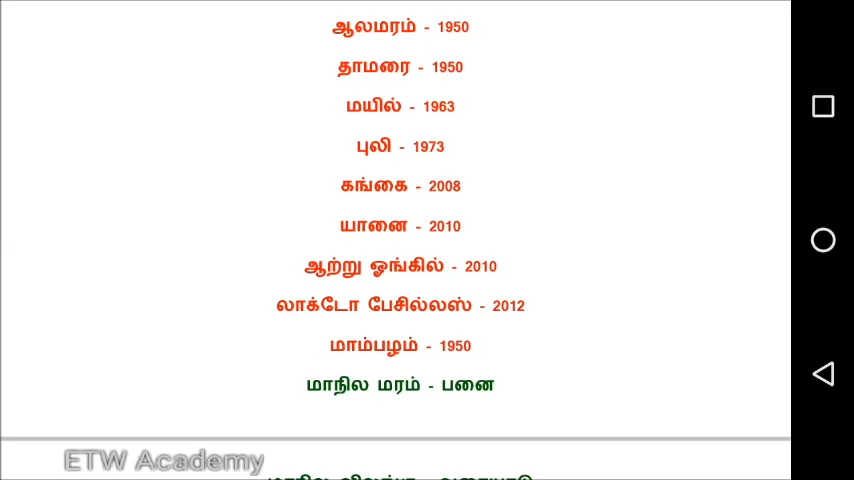 ஆலமரம் - 1950
தாமரை - 1950
மயில் - 1963
புலி - 1973
கங்கை - 2008
யானை - 2010
ஆற்று ஓங்கில் - 2010
லாக்டோ பேசில்லஸ் - 2012
மாம்பழம் - 1950
மாநில மரம் - பனை
ETW Academy